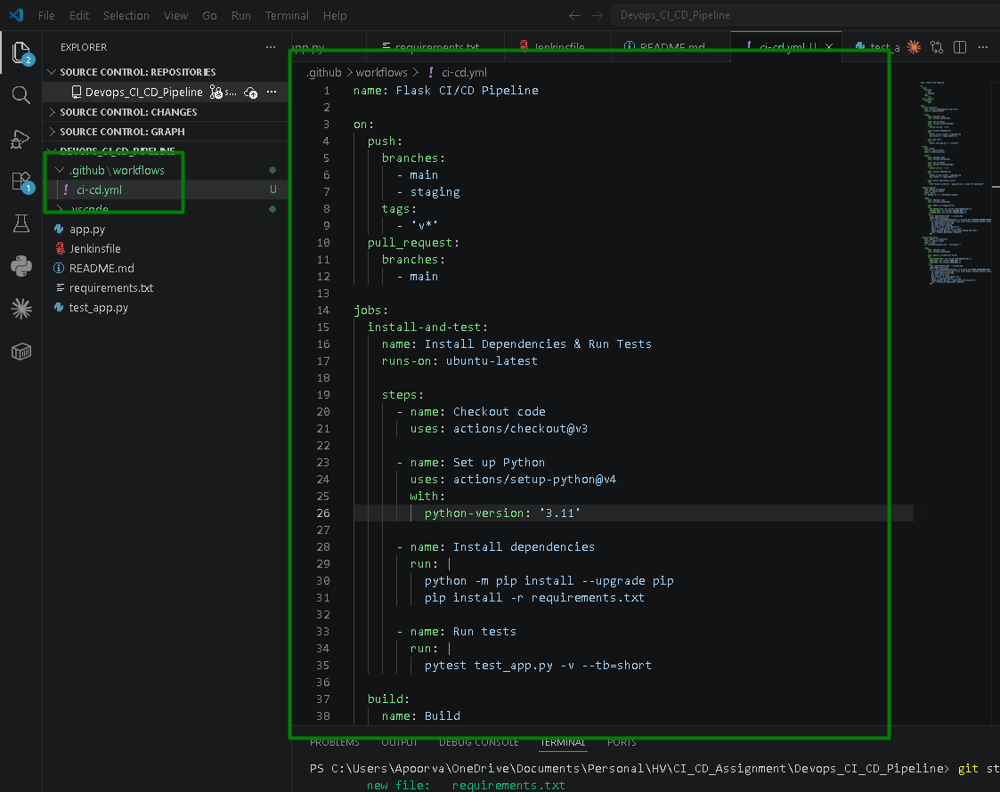 File Edit Selection View Go Run Terminal Help
Devops_CI_CD_Pipeline
EXPLORER
SOURCE CONTROL: REPOSITORIES
Devops_CI_CD_Pipeline s...
SOURCE CONTROL: CHANGES
SOURCE CONTROL: GRAPH
DEVOPS_CI_CD_PIPELINE
.github\workflows
ci-cd.yml U
.vscode
app.py
Jenkinsfile
README.md
requirements.txt
test_app.py
2
1
app.py requirements.txt Jenkinsfile README.md ci-cd.yml U test_a
.github > workflows > ! ci-cd.yml
1 name: Flask CI/CD Pipeline
2
3 on:
4 push:
5 branches:
6 - main
7 - staging
8 tags:
9 - 'v*'
10 pull_request:
11 branches:
12 - main
13
14 jobs:
15 install-and-test:
16 name: Install Dependencies & Run Tests
17 runs-on: ubuntu-latest
18
19 steps:
20 - name: Checkout code
21 uses: actions/checkout@v3
22
23 - name: Set up Python
24 uses: actions/setup-python@v4
25 with:
26 python-version: '3.11'
27
28 - name: Install dependencies
29 run: |
30 python -m pip install --upgrade pip
31 pip install -r requirements.txt
32
33 - name: Run tests
34 run: |
35 pytest test_app.py -v --tb=short
36
37 build:
38 name: Build
PROBLEMS OUTPUT DEBUG CONSOLE TERMINAL PORTS
PS C:\Users\Apoorva\OneDrive\Documents\Personal\HV\CI_CD_Assignment\Devops_CI_CD_Pipeline> git st
new file: requirements.txt